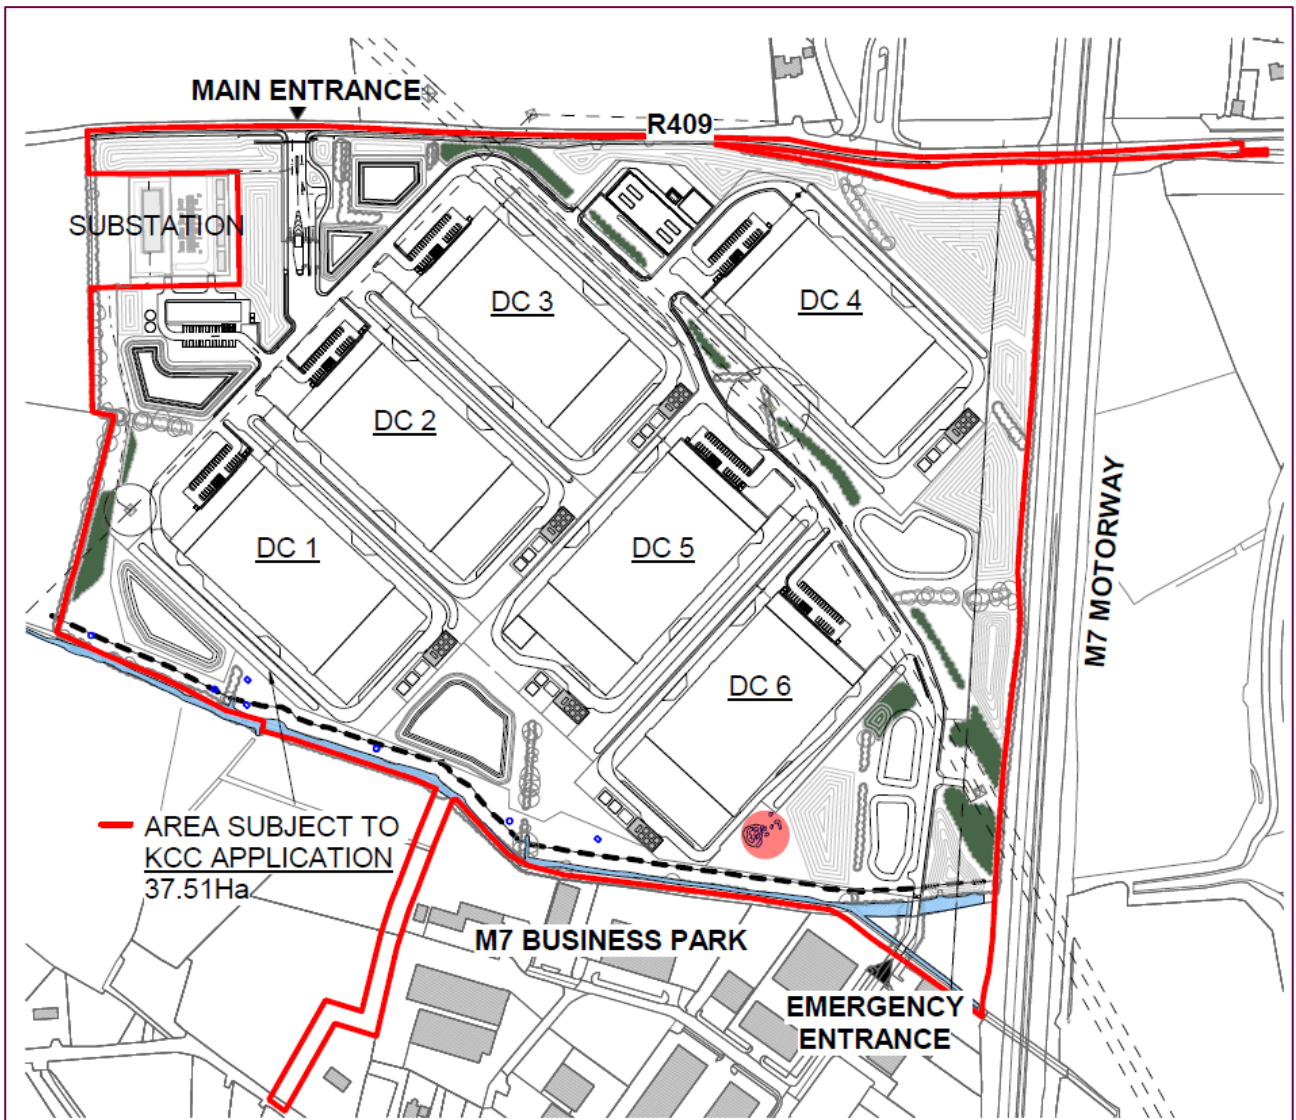 MAIN ENTRANCE
R409
SUBSTATION
DC 3
DC 4
DC 2
DC 1
DC 5
DC 6
M7 MOTORWAY
AREA SUBJECT TO
KCC APPLICATION
37.51Ha
M7 BUSINESS PARK
EMERGENCY
ENTRANCE